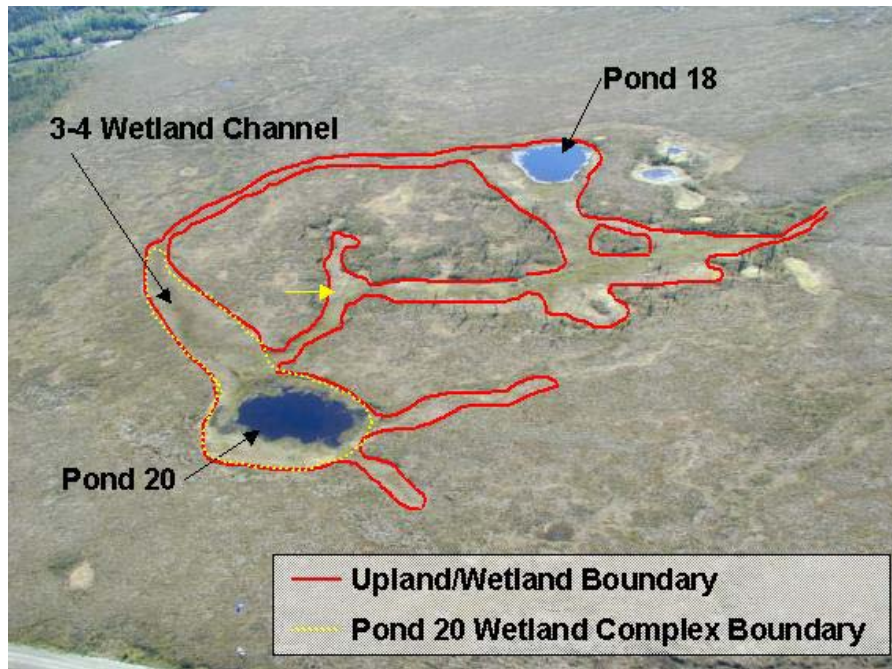 Pond 18
3-4 Wetland Channel
Pond 20
Upland/Wetland Boundary
Pond 20 Wetland Complex Boundary